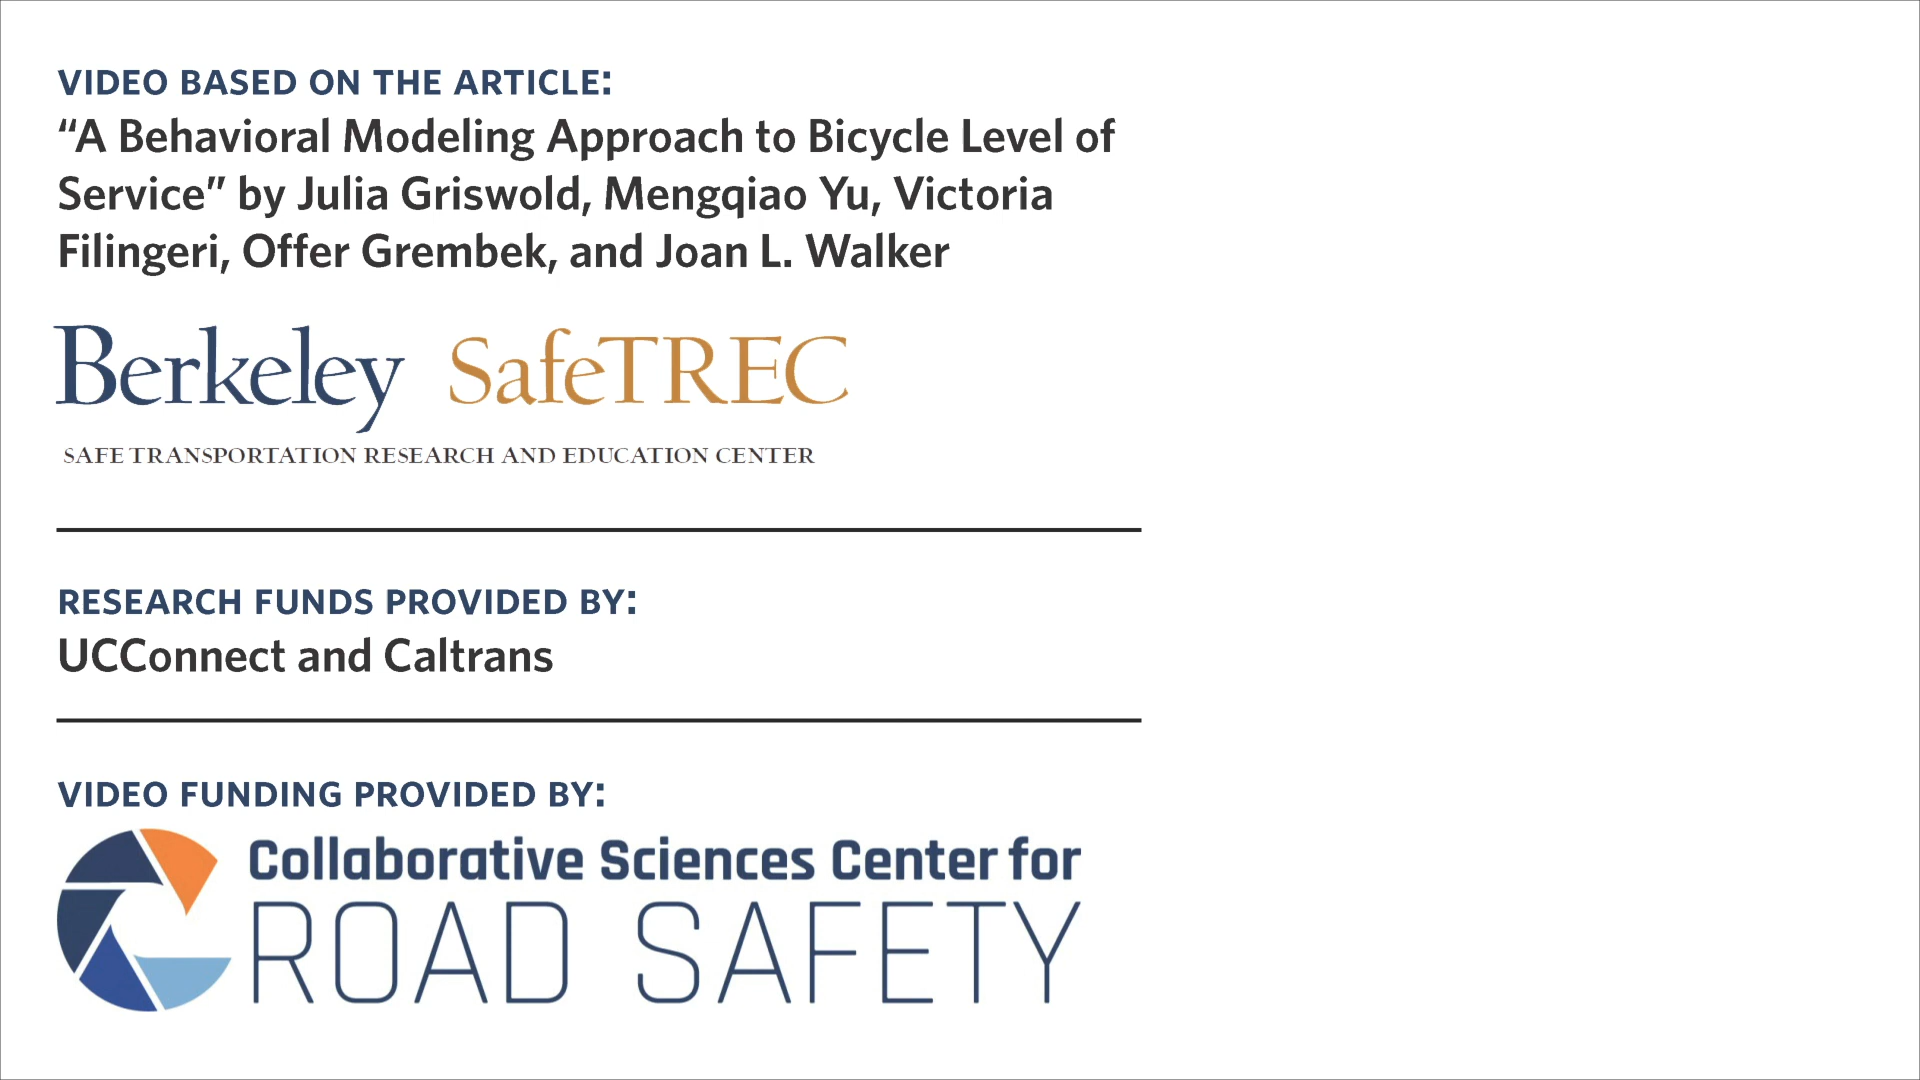 VIDEO BASED ON THE ARTICLE:
“A Behavioral Modeling Approach to Bicycle Level of
Service” by Julia Griswold, Mengqiao Yu, Victoria
Filingeri, Offer Grembek, and Joan L. Walker
Berkeley SafeTREC
SAFE TRANSPORTATION RESEARCH AND EDUCATION CENTER
RESEARCH FUNDS PROVIDED BY:
UCConnect and Caltrans
VIDEO FUNDING PROVIDED BY:
Collaborative Sciences Center for
ROAD SAFETY